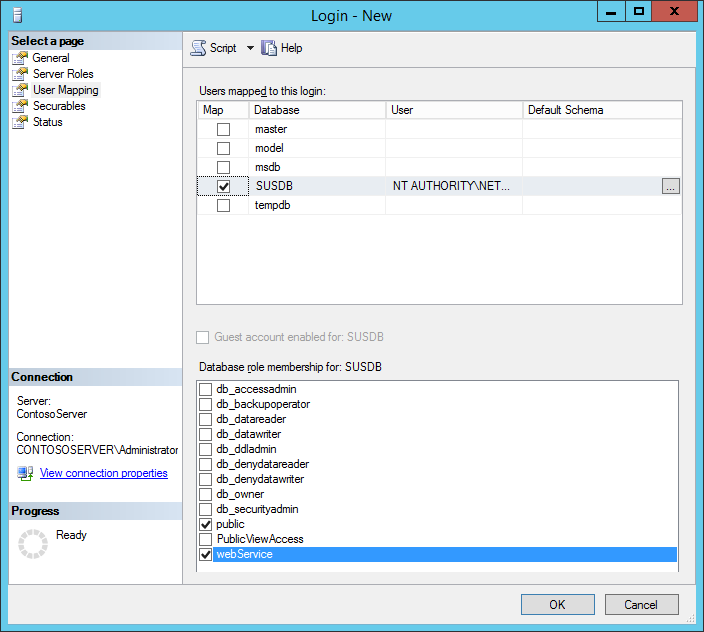 Login - New
Select a page
General
Server Roles
User Mapping
Securables
Status
Script Help
Users mapped to this login:
Map Database User Default Schema
master
model
msdb
SUSDB NT AUTHORITY\NET... ...
tempdb
Guest account enabled for: SUSDB
Database role membership for: SUSDB
db_accessadmin
db_backupoperator
db_datareader
db_datawriter
db_ddladmin
db_denydatareader
db_denydatawriter
db_owner
db_securityadmin
public
PublicViewAccess
webService
Connection
Server:
ContosoServer
Connection:
CONTOSOSERVER\Administrator
View connection properties
Progress
Ready
OK Cancel